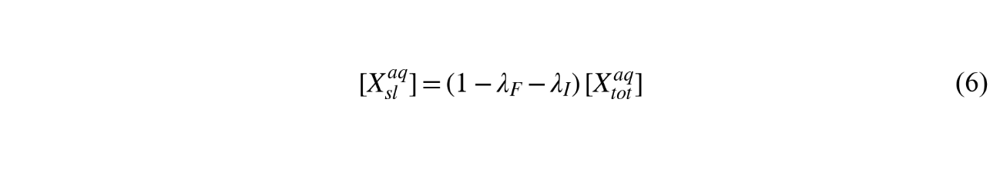 [X_{sl}^{aq}] = (1 − λ_F − λ_I) [X_{tot}^{aq}] (6)